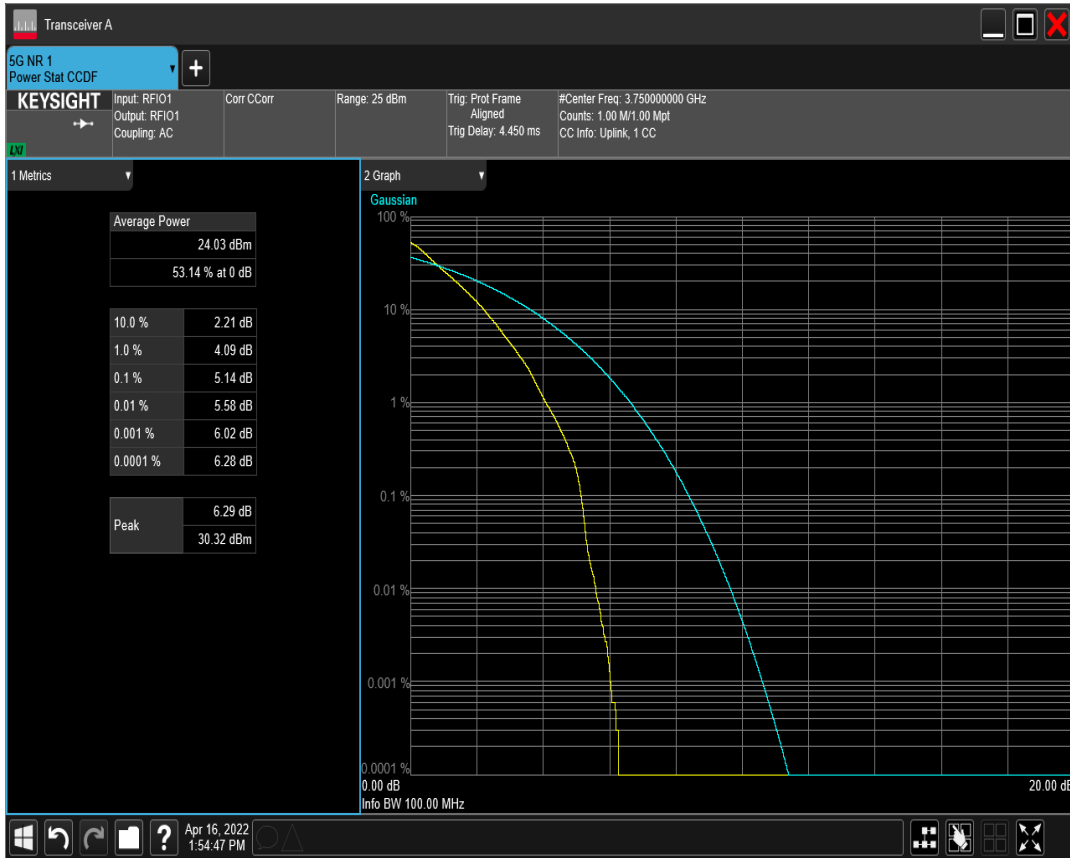 Transceiver A
5G NR 1
Power Stat CCDF
+
KEYSIGHT
LXI
Input: RFIO1
Output: RFIO1
Coupling: AC
Corr CCorr
Range: 25 dBm
Trig: Prot Frame
Aligned
Trig Delay: 4.450 ms
#Center Freq: 3.750000000 GHz
Counts: 1.00 M/1.00 Mpt
CC Info: Uplink, 1 CC
1 Metrics
Average Power
24.03 dBm
53.14 % at 0 dB
10.0 % 2.21 dB
1.0 % 4.09 dB
0.1 % 5.14 dB
0.01 % 5.58 dB
0.001 % 6.02 dB
0.0001 % 6.28 dB
Peak
6.29 dB
30.32 dBm
2 Graph
Gaussian
100 %
10 %
1 %
0.1 %
0.01 %
0.001 %
0.0001 %
0.00 dB 20.00 dB
Info BW 100.00 MHz
?
Apr 16, 2022
1:54:47 PM